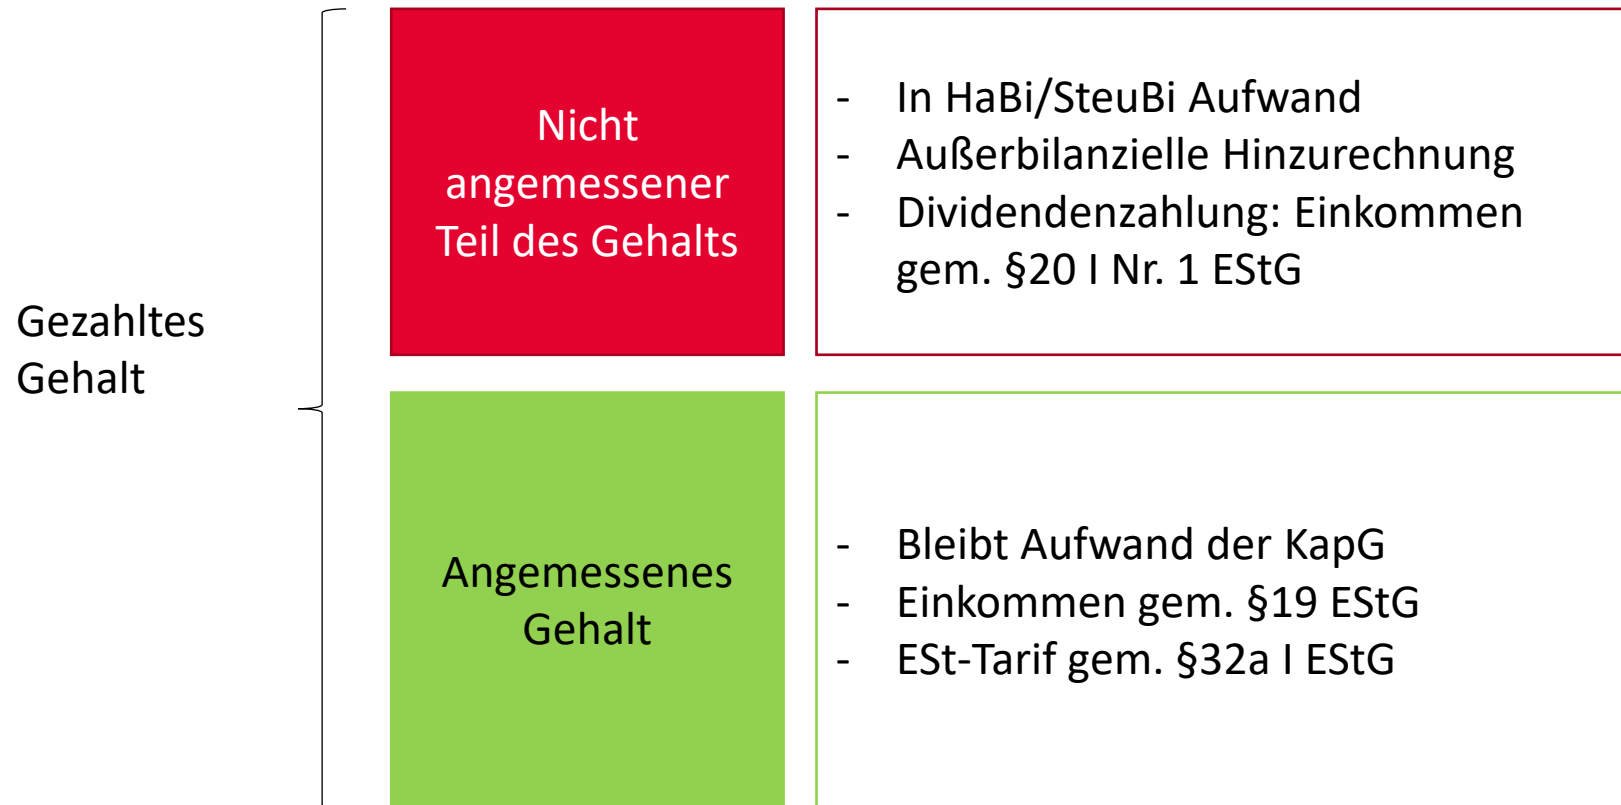 Gezahltes
Gehalt
Nicht
angemessener
Teil des Gehalts
- In HaBi/SteuBi Aufwand
- Außerbilanzielle Hinzurechnung
- Dividendenzahlung: Einkommen
gem. §20 I Nr. 1 EStG
Angemessenes
Gehalt
- Bleibt Aufwand der KapG
- Einkommen gem. §19 EStG
- ESt-Tarif gem. §32a I EStG